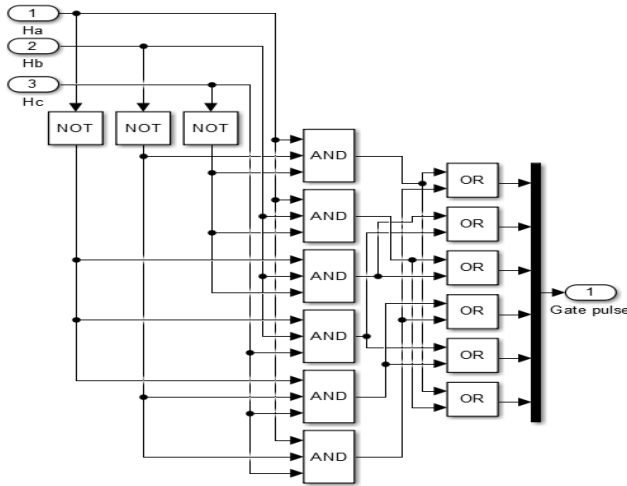 1
Ha
2
Hb
3
Hc
NOT NOT NOT
AND
OR
AND
OR
AND
OR
1
Gate pulse
AND
OR
AND
OR
AND
OR